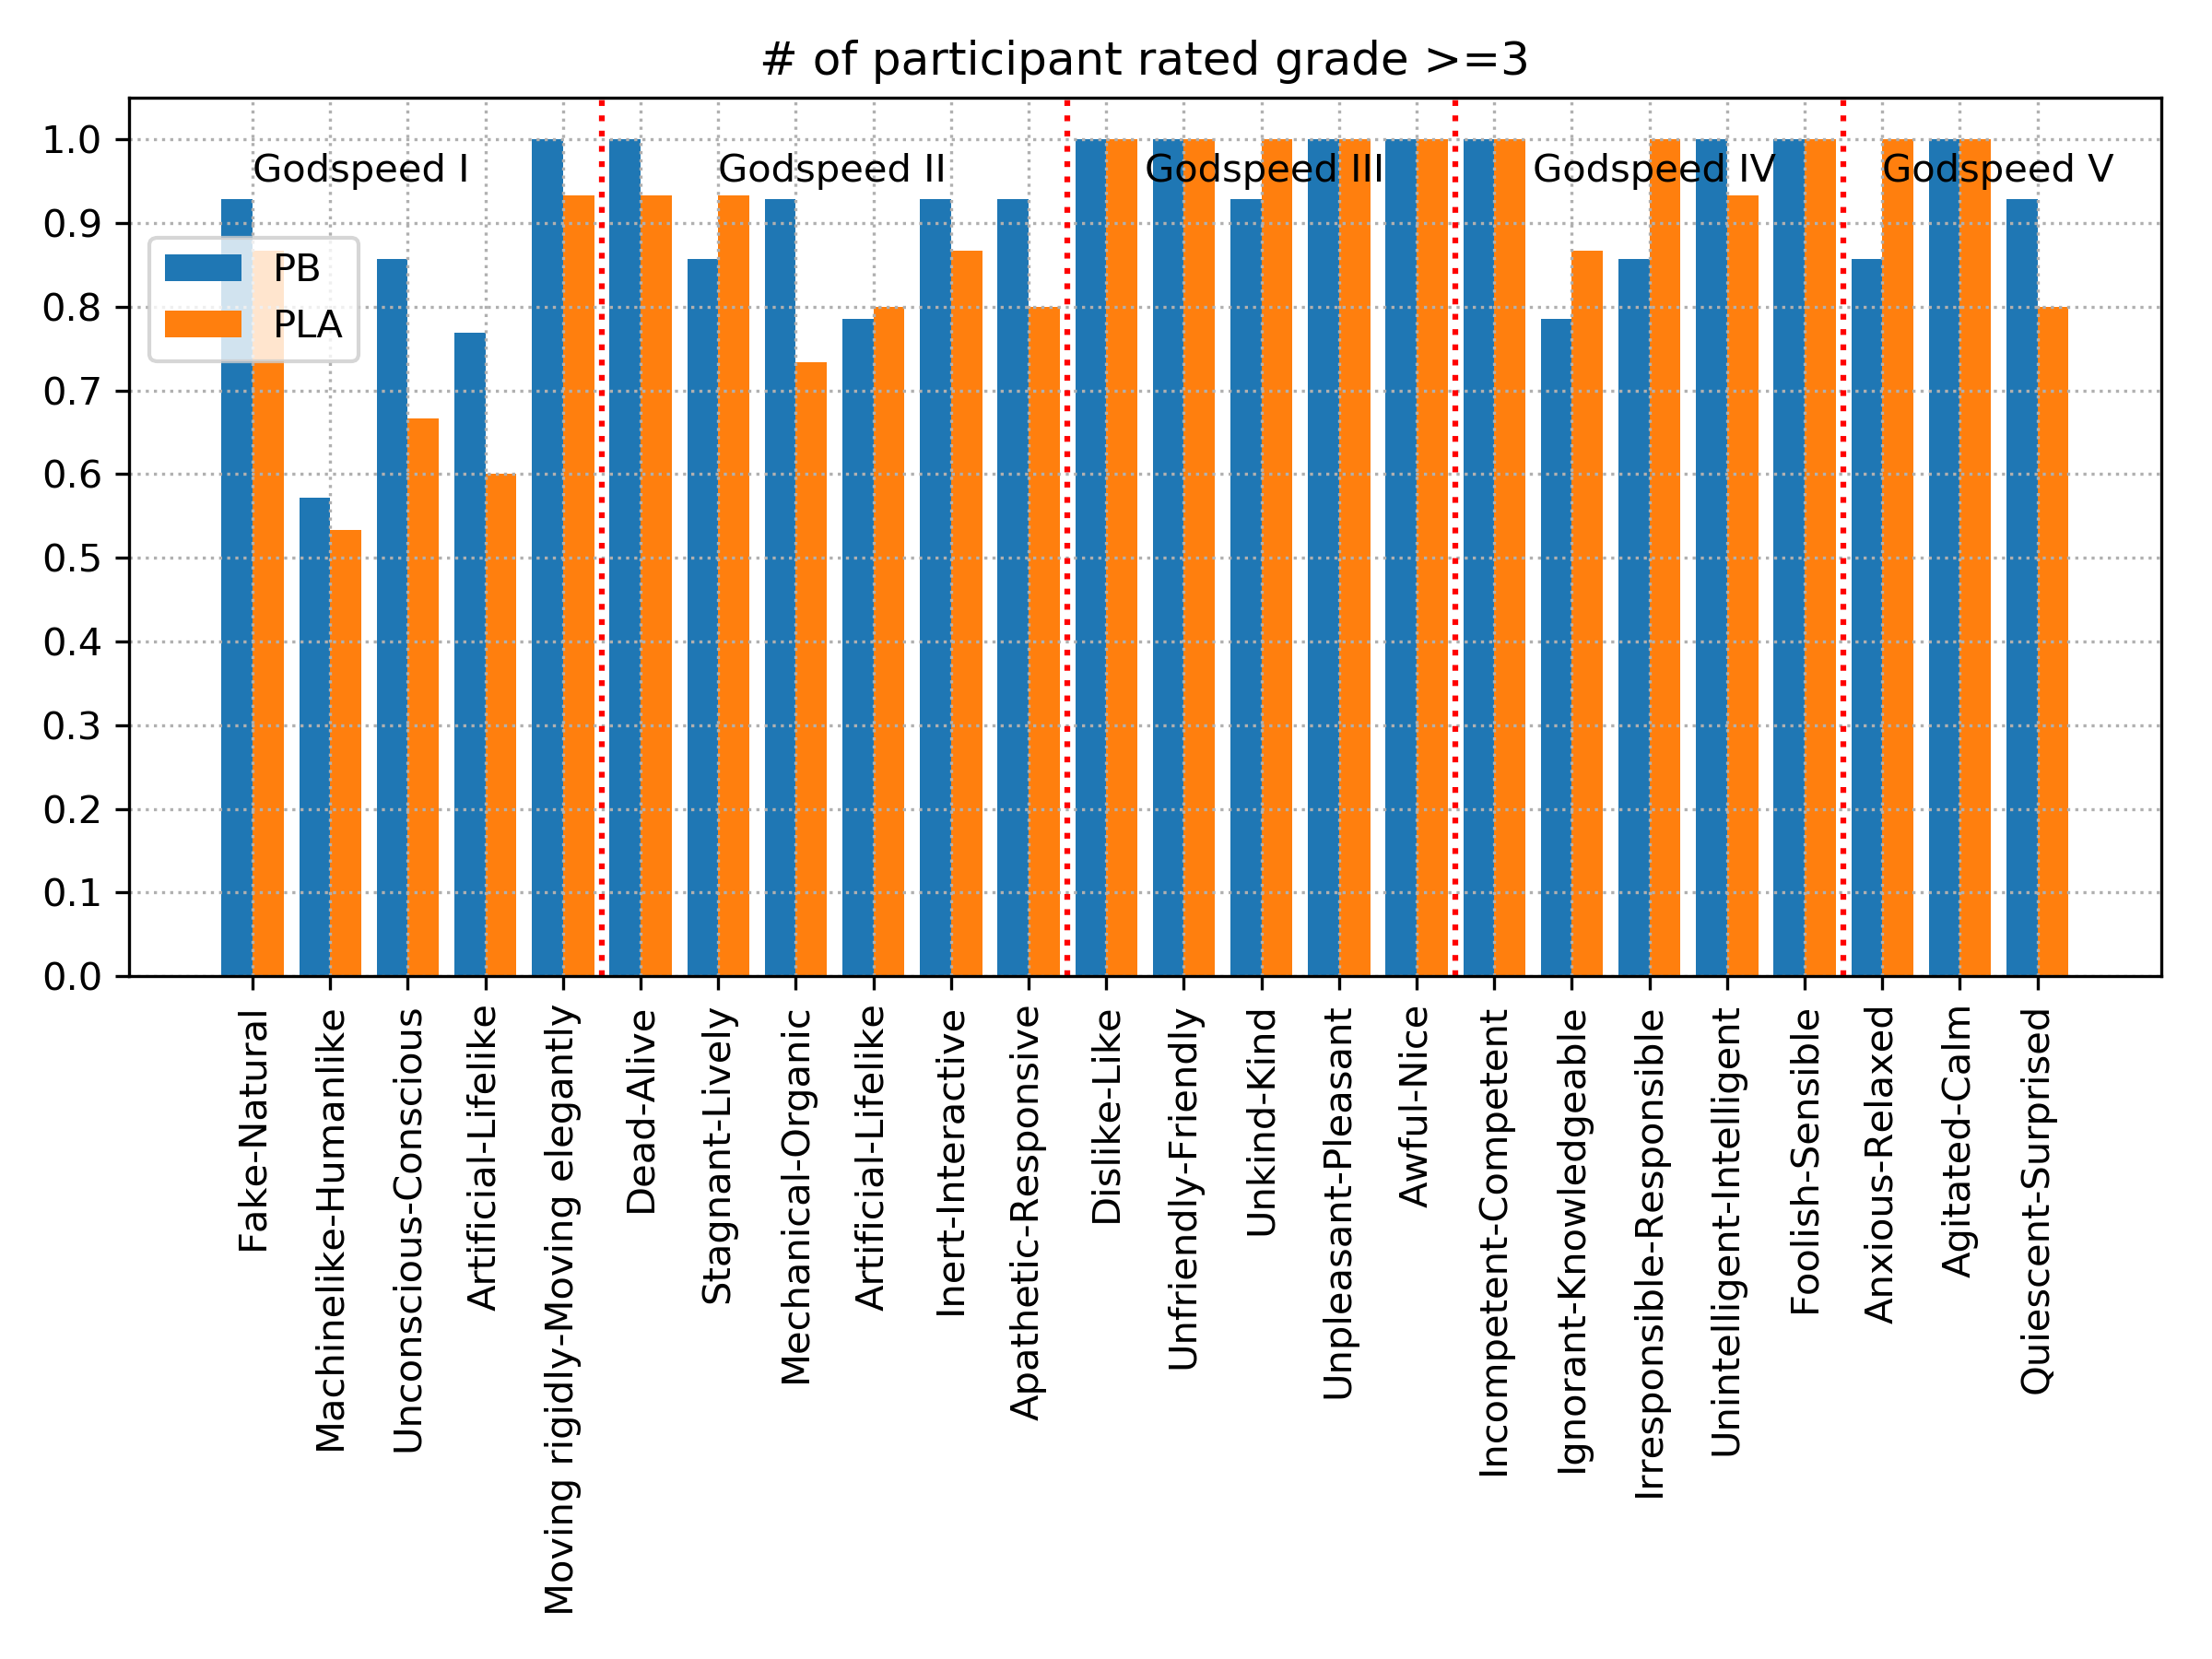 # of participant rated grade >=3
1.0
0.9
0.8
0.7
0.6
0.5
0.4
0.3
0.2
0.1
0.0
Godspeed I
Godspeed II
Godspeed III
Godspeed IV
Godspeed V
PB
PLA
Fake-Natural
Machinelike-Humanlike
Unconscious-Conscious
Artificial-Lifelike
Moving rigidly-Moving elegantly
Dead-Alive
Stagnant-Lively
Mechanical-Organic
Artificial-Lifelike
Inert-Interactive
Apathetic-Responsive
Dislike-Like
Unfriendly-Friendly
Unkind-Kind
Unpleasant-Pleasant
Awful-Nice
Incompetent-Competent
Ignorant-Knowledgeable
Irresponsible-Responsible
Unintelligent-Intelligent
Foolish-Sensible
Anxious-Relaxed
Agitated-Calm
Quiescent-Surprised